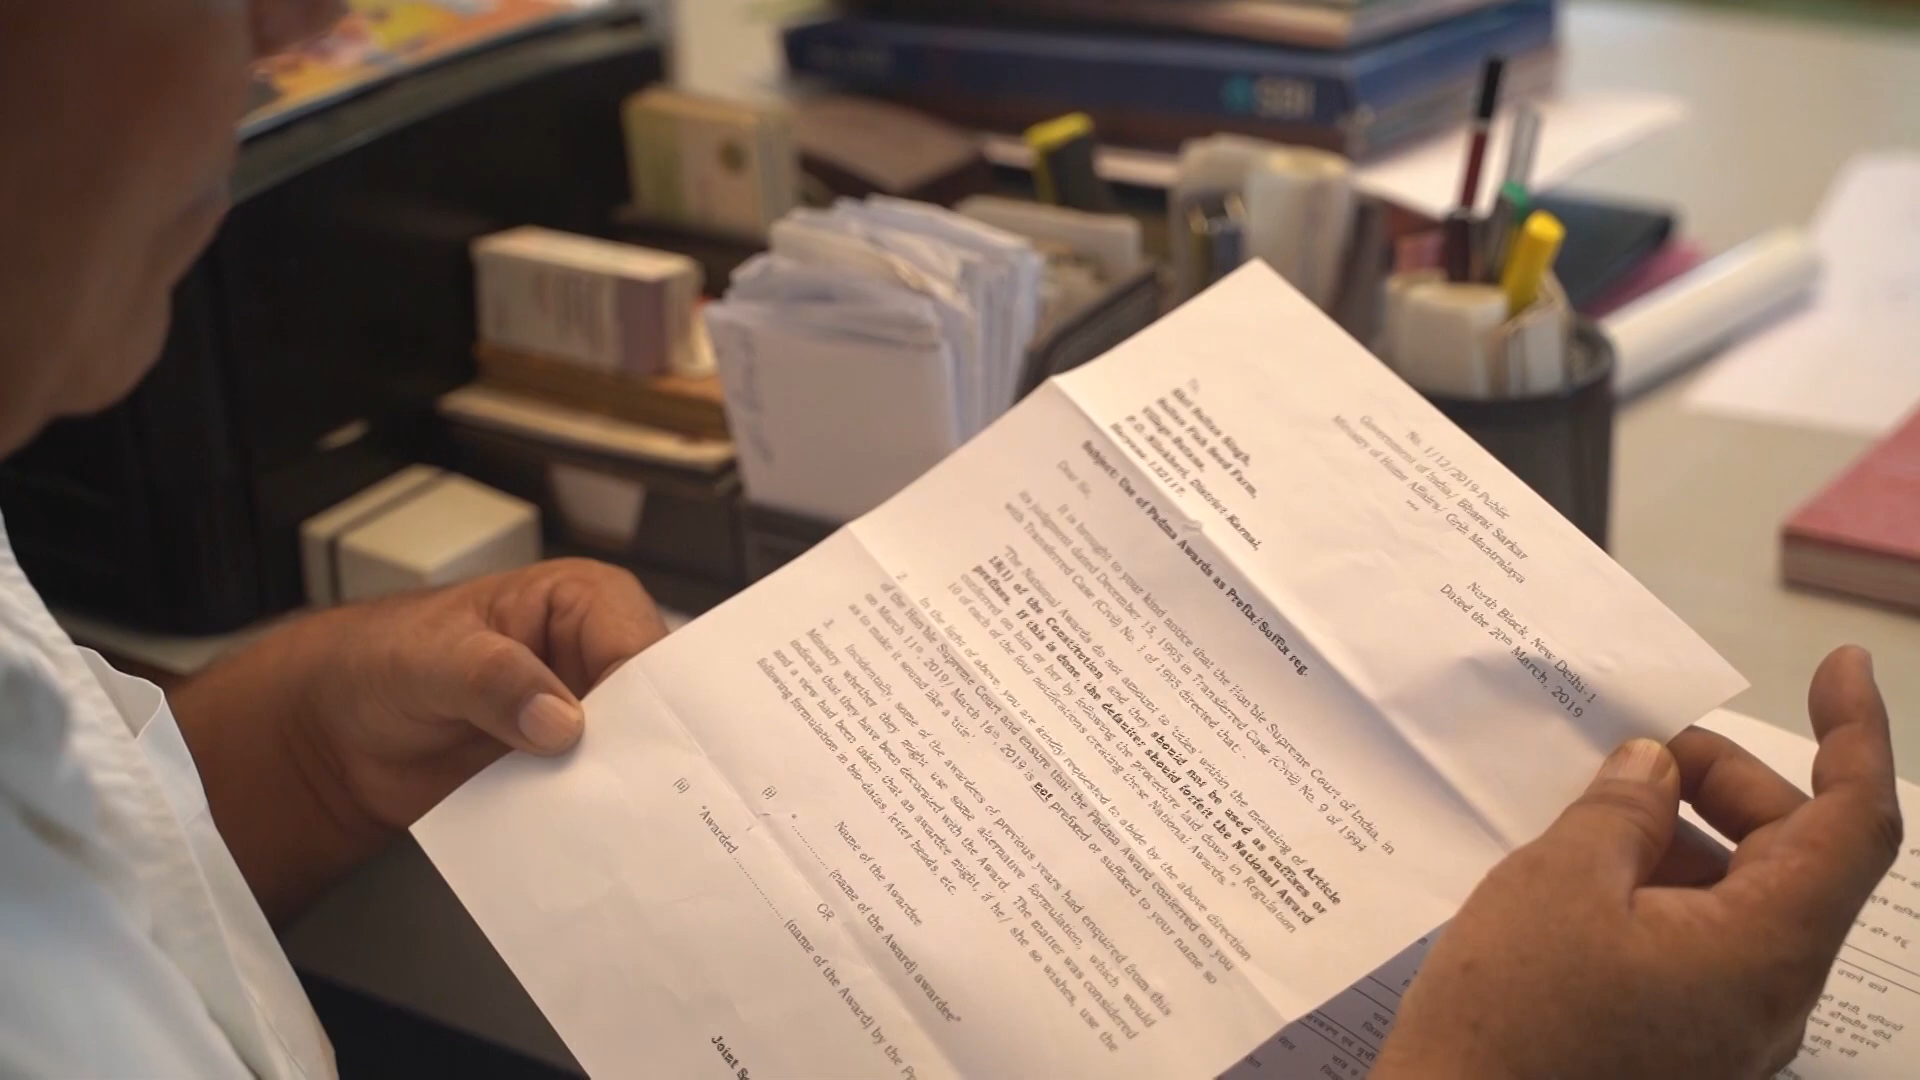 No. 1/12/2019-Public
Government of India/ Bharat Sarkar
Ministry of Home Affairs/ Grih Mantralaya
North Block, New Delhi-1
Dated the 20th March, 2019
To,
Shri Sultan Singh,
Sultan Fish Seed Farm,
Village Butana,
P.O. Nilokheri, District Karnal,
Haryana-132117.
Subject: Use of Padma Awards as Prefix/Suffix reg.
Dear Sir,
It is brought to your kind notice that the Hon'ble Supreme Court of India, in
its judgment dated December 15, 1995 in Transferred Case (Civil) No. 9 of 1994
with Transferred Case (Civil) No. 1 of 1995 directed that:
"The National Awards do not amount to 'titles' within the meaning of Article
18(1) of the Constitution and they should not be used as suffixes or
prefixes. If this is done, the defaulter should forfeit the National Award
conferred on him or her by following the procedure laid down in Regulation
10 of each of the four notifications creating these National Awards."
2. In the light of above, you are kindly requested to abide by the above direction
of the Hon'ble Supreme Court and ensure that the Padma Award conferred on you
on March 11th, 2019/ March 16th, 2019 is not prefixed or suffixed to your name so
as to make it sound like a 'title'.
3. Incidentally, some of the awardees of previous years had enquired from this
Ministry whether they might use some alternative formulation, which would
indicate that they have been decorated with the Award. The matter was considered
and a view had been taken that an awardee might, if he/ she so wishes, use the
following formulation in bio-datas, letter heads, etc.
Name of the Awardee
(i) "............ (name of the Award) awardee"
OR
(ii) "Awarded ............... (name of the Award) by the
Joint
SBI